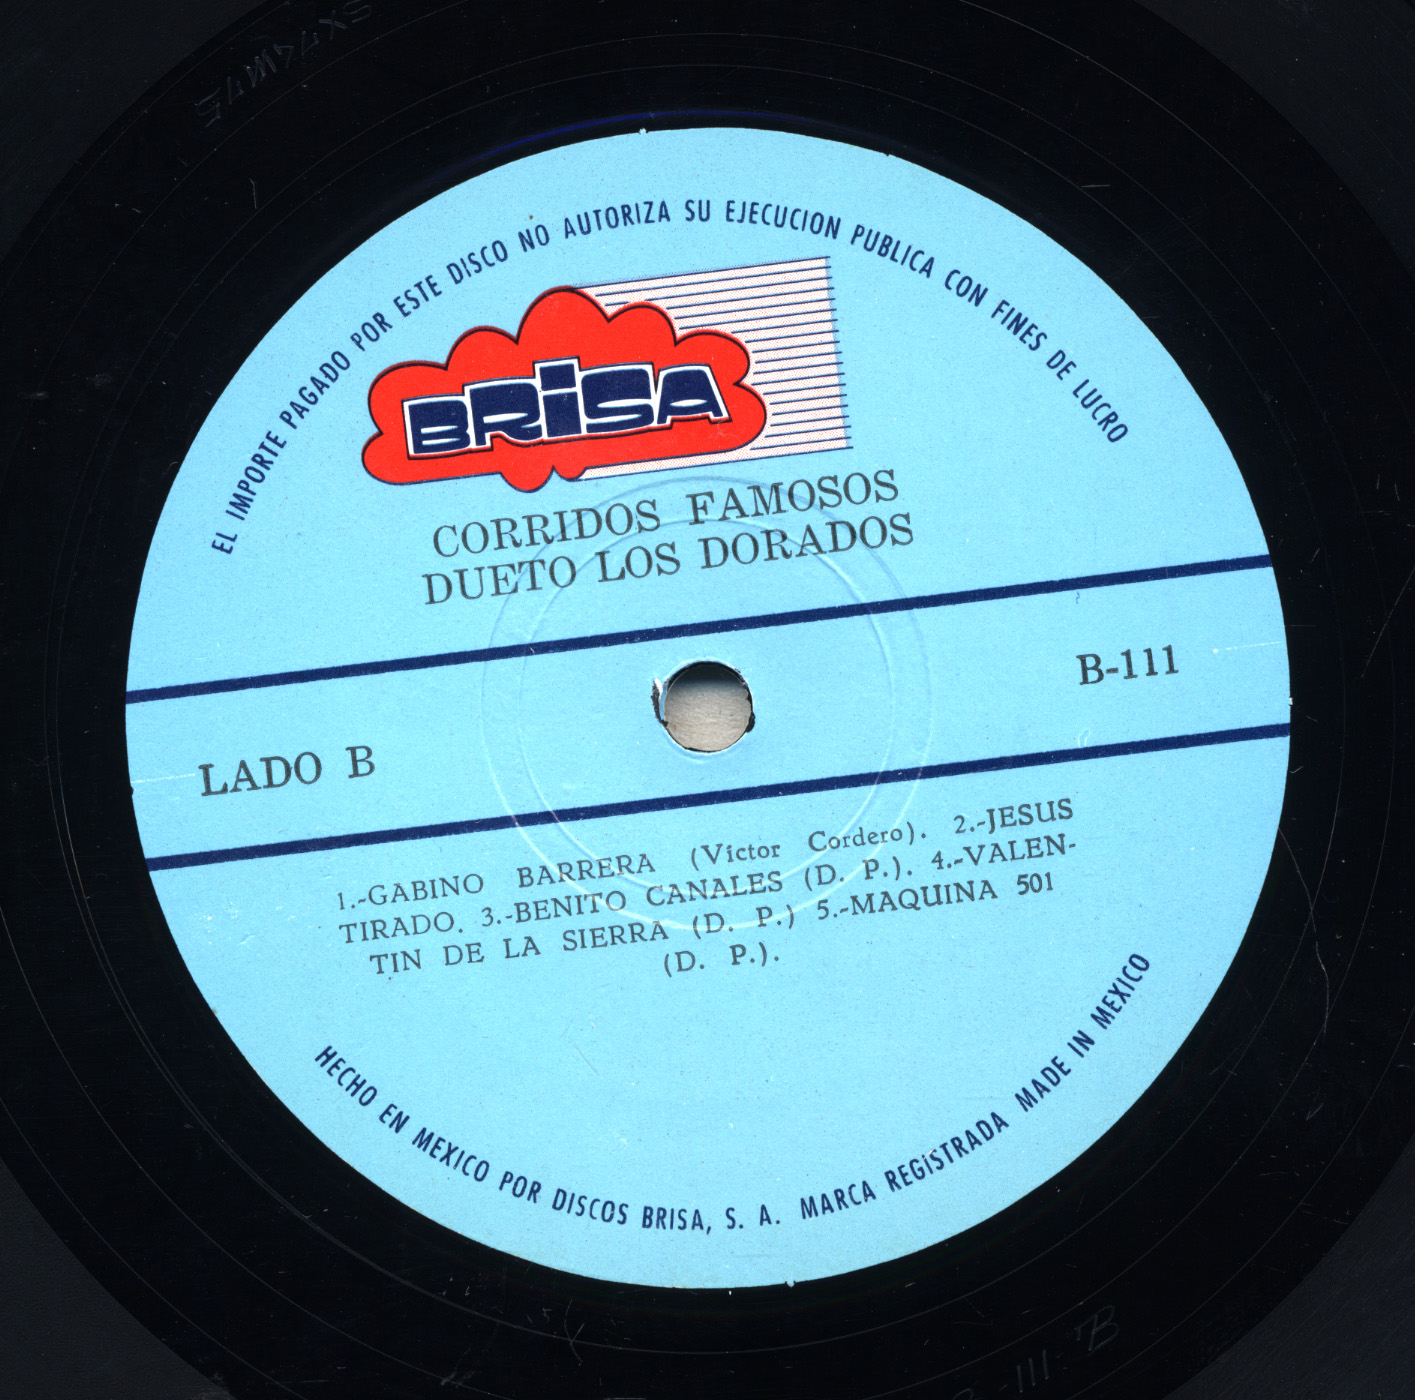 EL IMPORTE PAGADO POR ESTE DISCO NO AUTORIZA SU EJECUCION PUBLICA CON FINES DE LUCRO
BRISA
CORRIDOS FAMOSOS
DUETO LOS DORADOS
B-111
LADO B
1.-GABINO BARRERA (Víctor Cordero). 2.-JESUS
TIRADO. 3.-BENITO CANALES (D. P.). 4.-VALEN-
TIN DE LA SIERRA (D. P.) 5.-MAQUINA 501
(D. P.).
HECHO EN MEXICO POR DISCOS BRISA, S. A. MARCA REGISTRADA MADE IN MEXICO